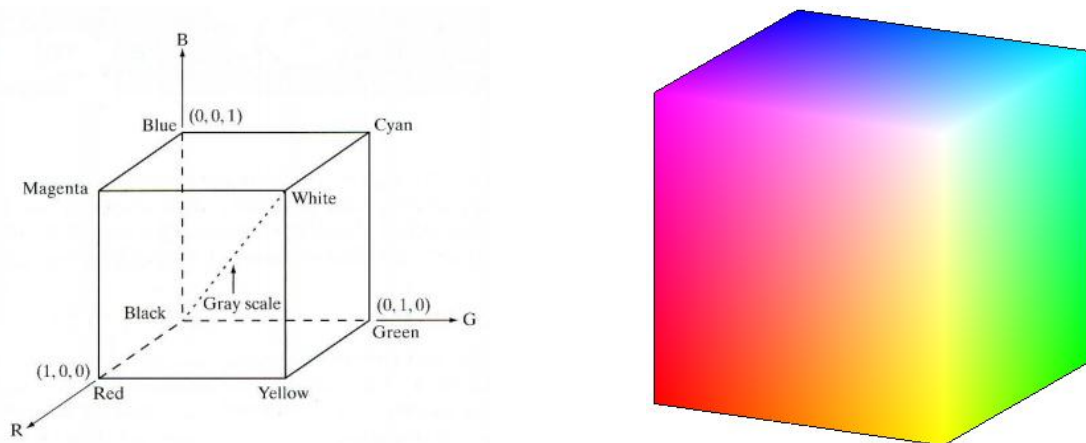 B
Blue (0, 0, 1)
Cyan
Magenta
White
Gray scale
Black
(0, 1, 0)
G
Green
(1, 0, 0)
Red
Yellow
R